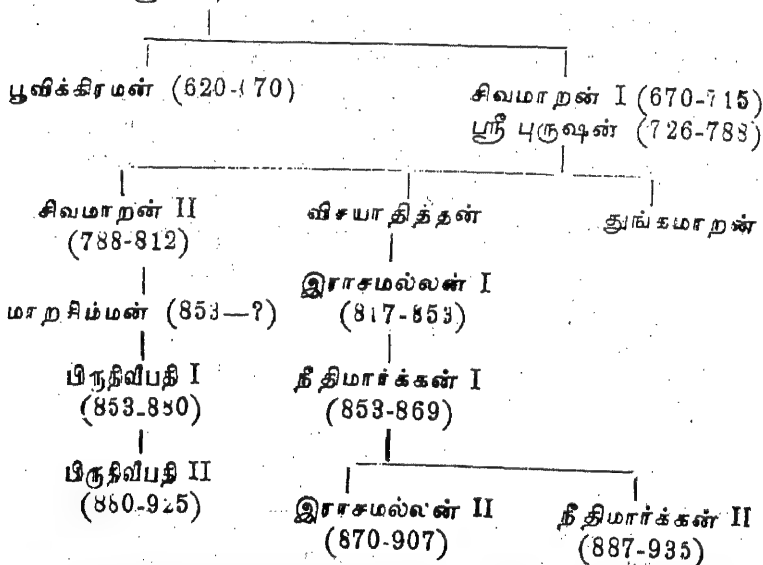 பூவிக்கிரமன் (620-670)
சிவமாறன் I (670-715)
ஸ்ரீ புருஷன் (726-788)
சிவமாறன் II
(788-812)
விசயாதித்தன்
துங்கமாறன்
மாறசிம்மன் (853—?)
இராசமல்லன் I
(817-853)
பிருதிவீபதி I
(853-880)
நீதிமார்க்கன் I
(853-869)
பிருதிவீபதி II
(880-925)
இராசமல்லன் II
(870-907)
நீதிமார்க்கன் II
(887-935)